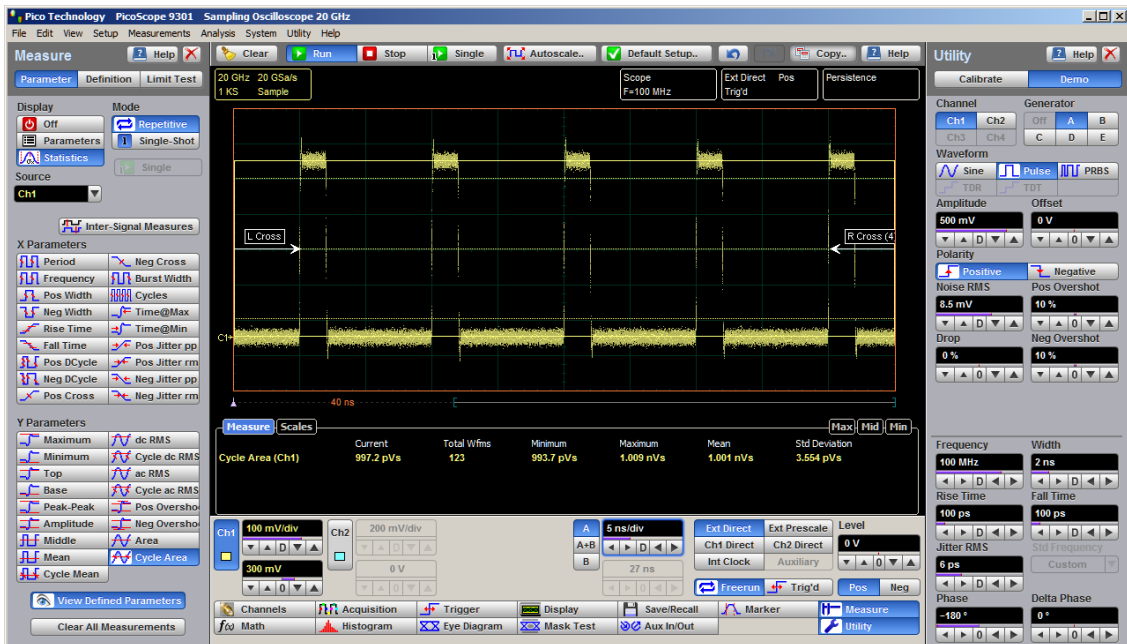 Pico Technology PicoScope 9301 Sampling Oscilloscope 20 GHz
File Edit View Setup Measurements Analysis System Utility Help
Measure
Help
Parameter Definition Limit Test
Display Mode
Off Repetitive
Parameters Single-Shot
Statistics Single
Source
Ch1
Inter-Signal Measures
X Parameters
Period Neg Cross
Frequency Burst Width
Pos Width Cycles
Neg Width Time@Max
Rise Time Time@Min
Fall Time Pos Jitter pp
Pos DCycle Pos Jitter rm
Neg DCycle Neg Jitter pp
Pos Cross Neg Jitter rm
Y Parameters
Maximum dc RMS
Minimum Cycle dc RMS
Top ac RMS
Base Cycle ac RMS
Peak-Peak Pos Oversho
Amplitude Neg Oversho
Middle Area
Mean Cycle Area
Cycle Mean
View Defined Parameters
Clear All Measurements
Clear Run Stop Single Autoscale.. Default Setup.. Copy.. Help
20 GHz 20 GSa/s
1 KS Sample
Scope
F=100 MHz
Ext Direct Pos
Trig'd
Persistence
L Cross R Cross (4
C1
40 ns
Measure Scales Max Mid Min
Current Total Wfms Minimum Maximum Mean Std Deviation
Cycle Area (Ch1) 997.2 pVs 123 993.7 pVs 1.009 nVs 1.001 nVs 3.554 pVs
Ch1 100 mV/div Ch2 200 mV/div
D D
300 mV 0 V
0 0
A 5 ns/div
A+B D
B 27 ns
0
Ext Direct Ext Prescale Level
Ch1 Direct Ch2 Direct 0 V
Int Clock Auxiliary 0
Freerun Trig'd Pos Neg
Channels Acquisition Trigger Display Save/Recall Marker Measure
f(x) Math Histogram Eye Diagram Mask Test Aux In/Out Utility
Utility
Help
Calibrate Demo
Channel Generator
Ch1 Ch2 Off A B
Ch3 Ch4 C D E
Waveform
Sine Pulse PRBS
TDR TDT
Amplitude Offset
500 mV 0 V
D 0
Polarity
Positive Negative
Noise RMS Pos Overshot
8.5 mV 10 %
D 0
Drop Neg Overshot
0 % 10 %
0 0
Frequency Width
100 MHz 2 ns
D D
Rise Time Fall Time
100 ps 100 ps
D D
Jitter RMS Std Frequency
6 ps Custom
D
Phase Delta Phase
-180 ° 0 °
0 0